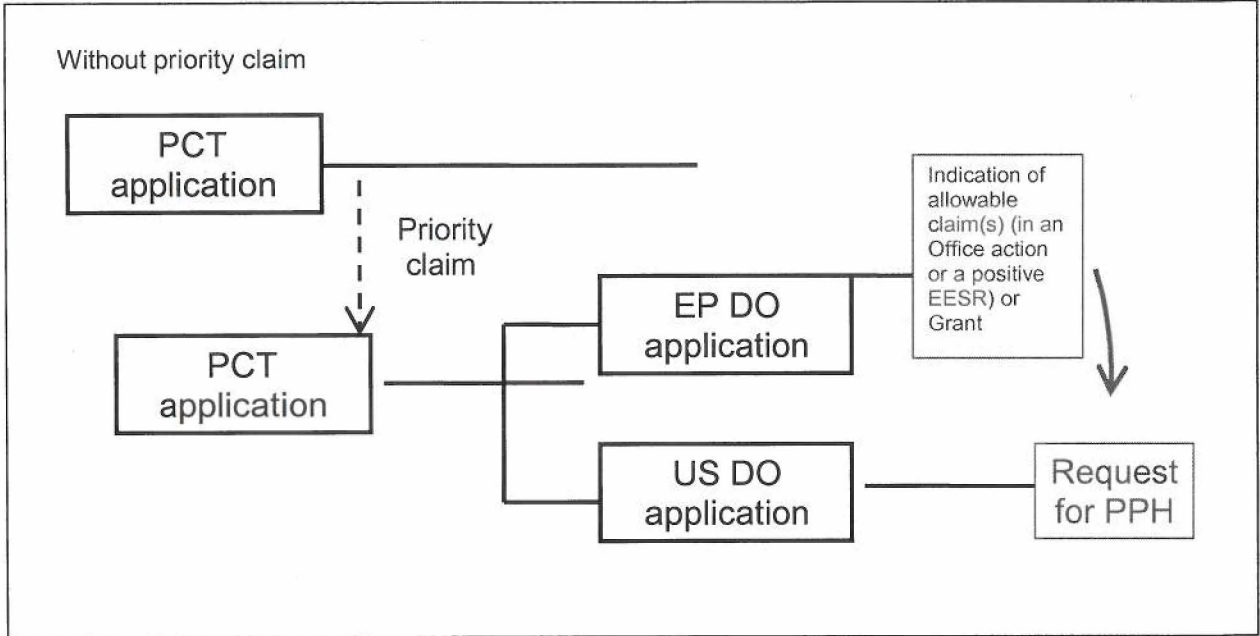 Without priority claim
PCT
application
Priority
claim
PCT
application
EP DO
application
Indication of
allowable
claim(s) (in an
Office action
or a positive
EESR) or
Grant
US DO
application
Request
for PPH